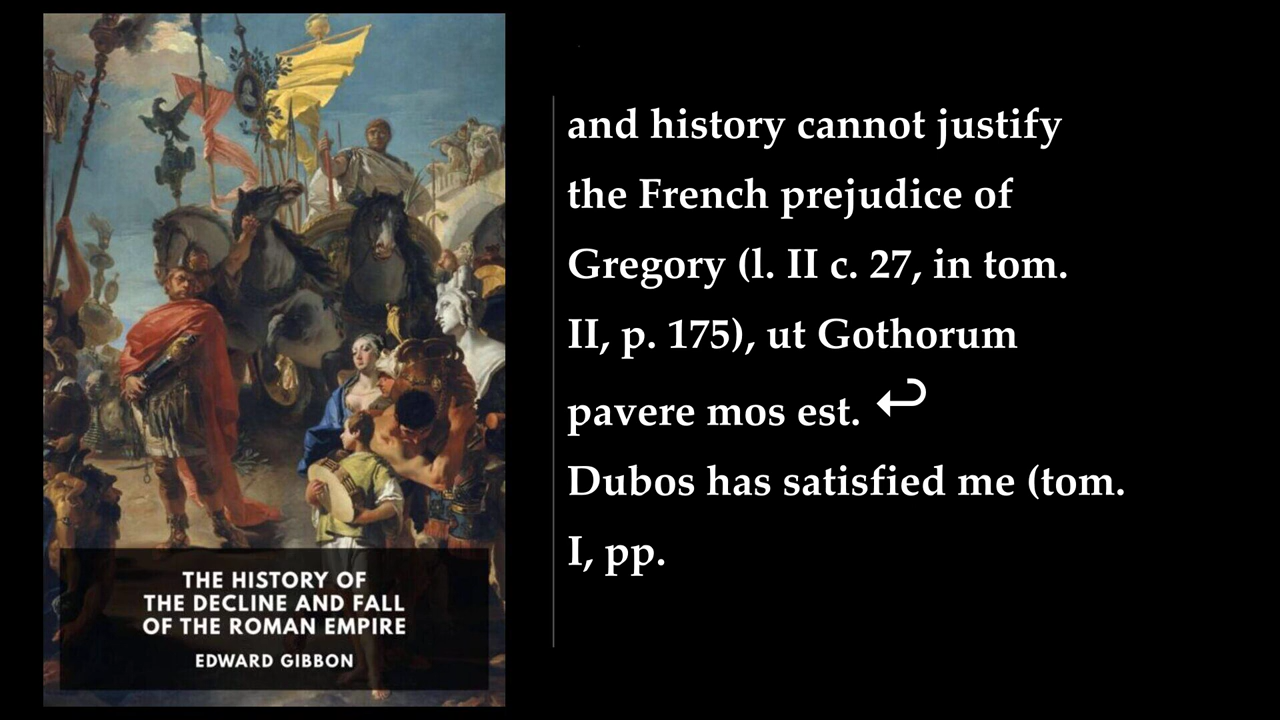 THE HISTORY OF
THE DECLINE AND FALL
OF THE ROMAN EMPIRE
EDWARD GIBBON
and history cannot justify
the French prejudice of
Gregory (l. II c. 27, in tom.
II, p. 175), ut Gothorum
pavere mos est. ↩
Dubos has satisfied me (tom.
I, pp.